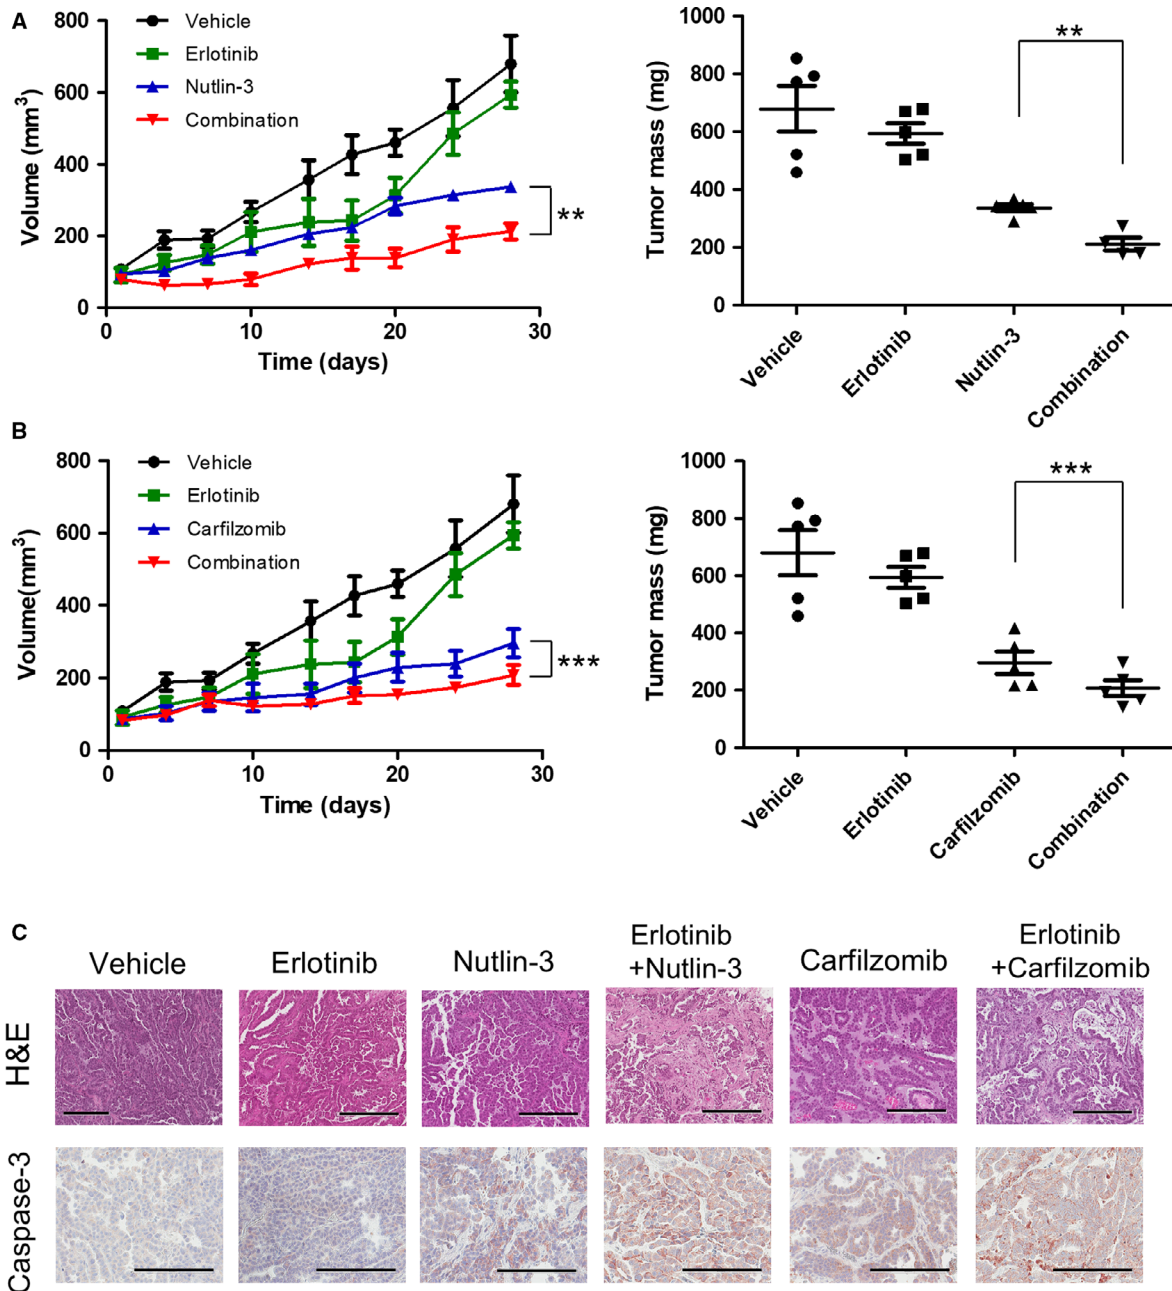 A
800
600
400
200
0
Volume (mm3)
0 10 20 30
Time (days)
Vehicle
Erlotinib
Nutlin-3
Combination
**
1000
800
600
400
200
0
Tumor mass (mg)
**
Vehicle
Erlotinib
Nutlin-3
Combination
B
800
600
400
200
0
Volume(mm3)
0 10 20 30
Time (days)
Vehicle
Erlotinib
Carfilzomib
Combination
***
1000
800
600
400
200
0
Tumor mass (mg)
***
Vehicle
Erlotinib
Carfilzomib
Combination
C
Vehicle
Erlotinib
Nutlin-3
Erlotinib
+Nutlin-3
Carfilzomib
Erlotinib
+Carfilzomib
H&E
Caspase-3